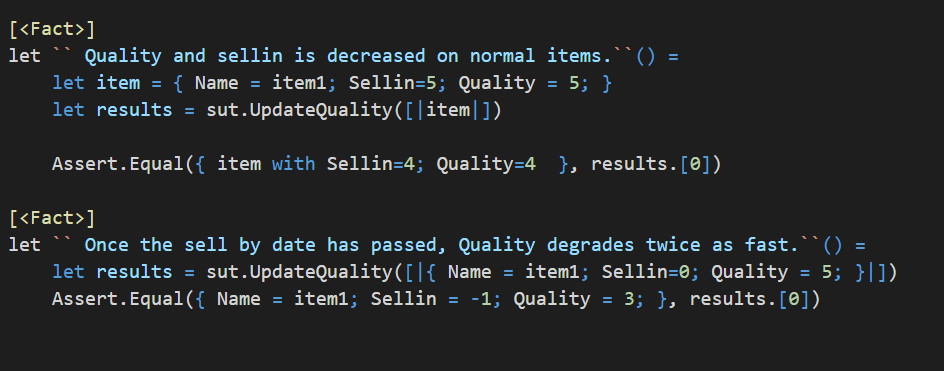 [<Fact>]
let `` Quality and sellin is decreased on normal items.``() =
    let item = { Name = item1; Sellin=5; Quality = 5; }
    let results = sut.UpdateQuality([|item|])
    Assert.Equal({ item with Sellin=4; Quality=4  }, results.[0])
[<Fact>]
let `` Once the sell by date has passed, Quality degrades twice as fast.``() =
    let results = sut.UpdateQuality([|{ Name = item1; Sellin=0; Quality = 5; }|])
    Assert.Equal({ Name = item1; Sellin = -1; Quality = 3; }, results.[0])